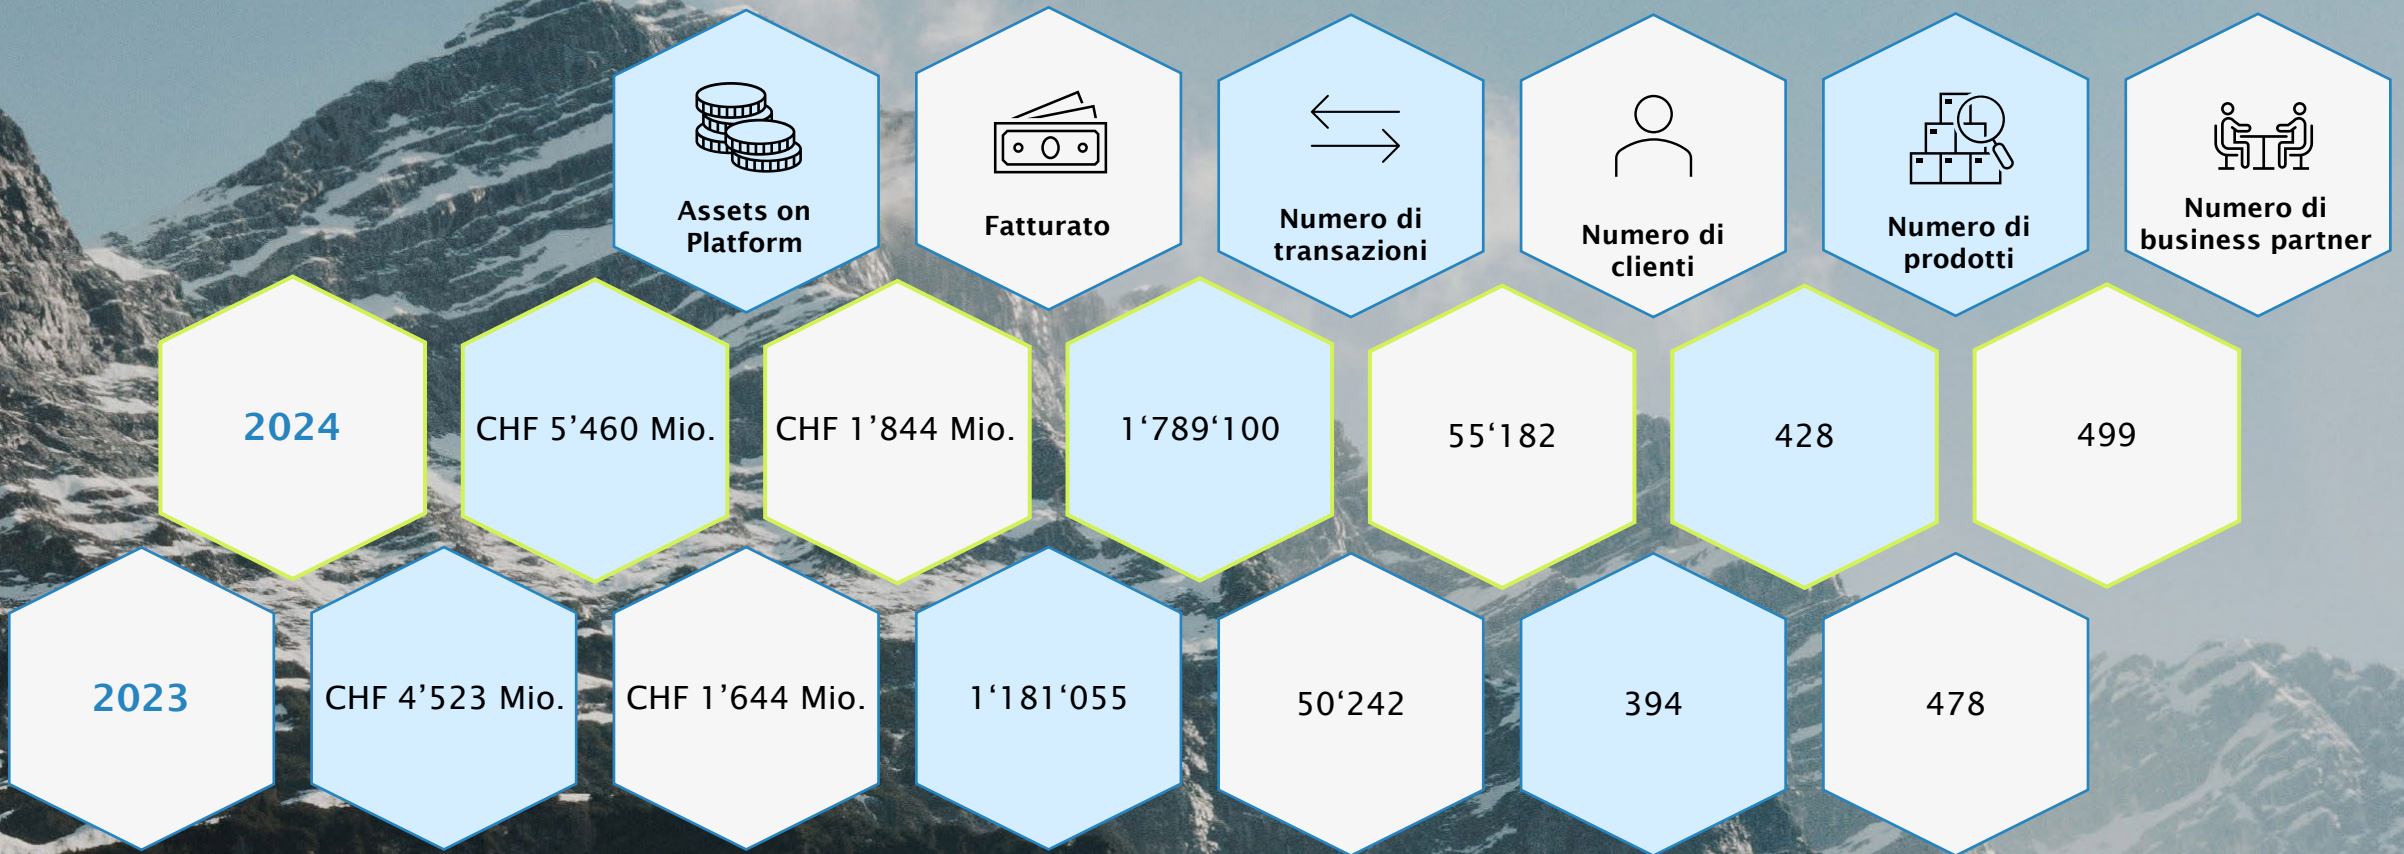 Assets on
Platform
Fatturato
Numero di
transazioni
Numero di
clienti
Numero di
prodotti
Numero di
business partner
2024
CHF 5’460 Mio.
CHF 1’844 Mio.
1‘789‘100
55‘182
428
499
2023
CHF 4’523 Mio.
CHF 1’644 Mio.
1‘181‘055
50‘242
394
478